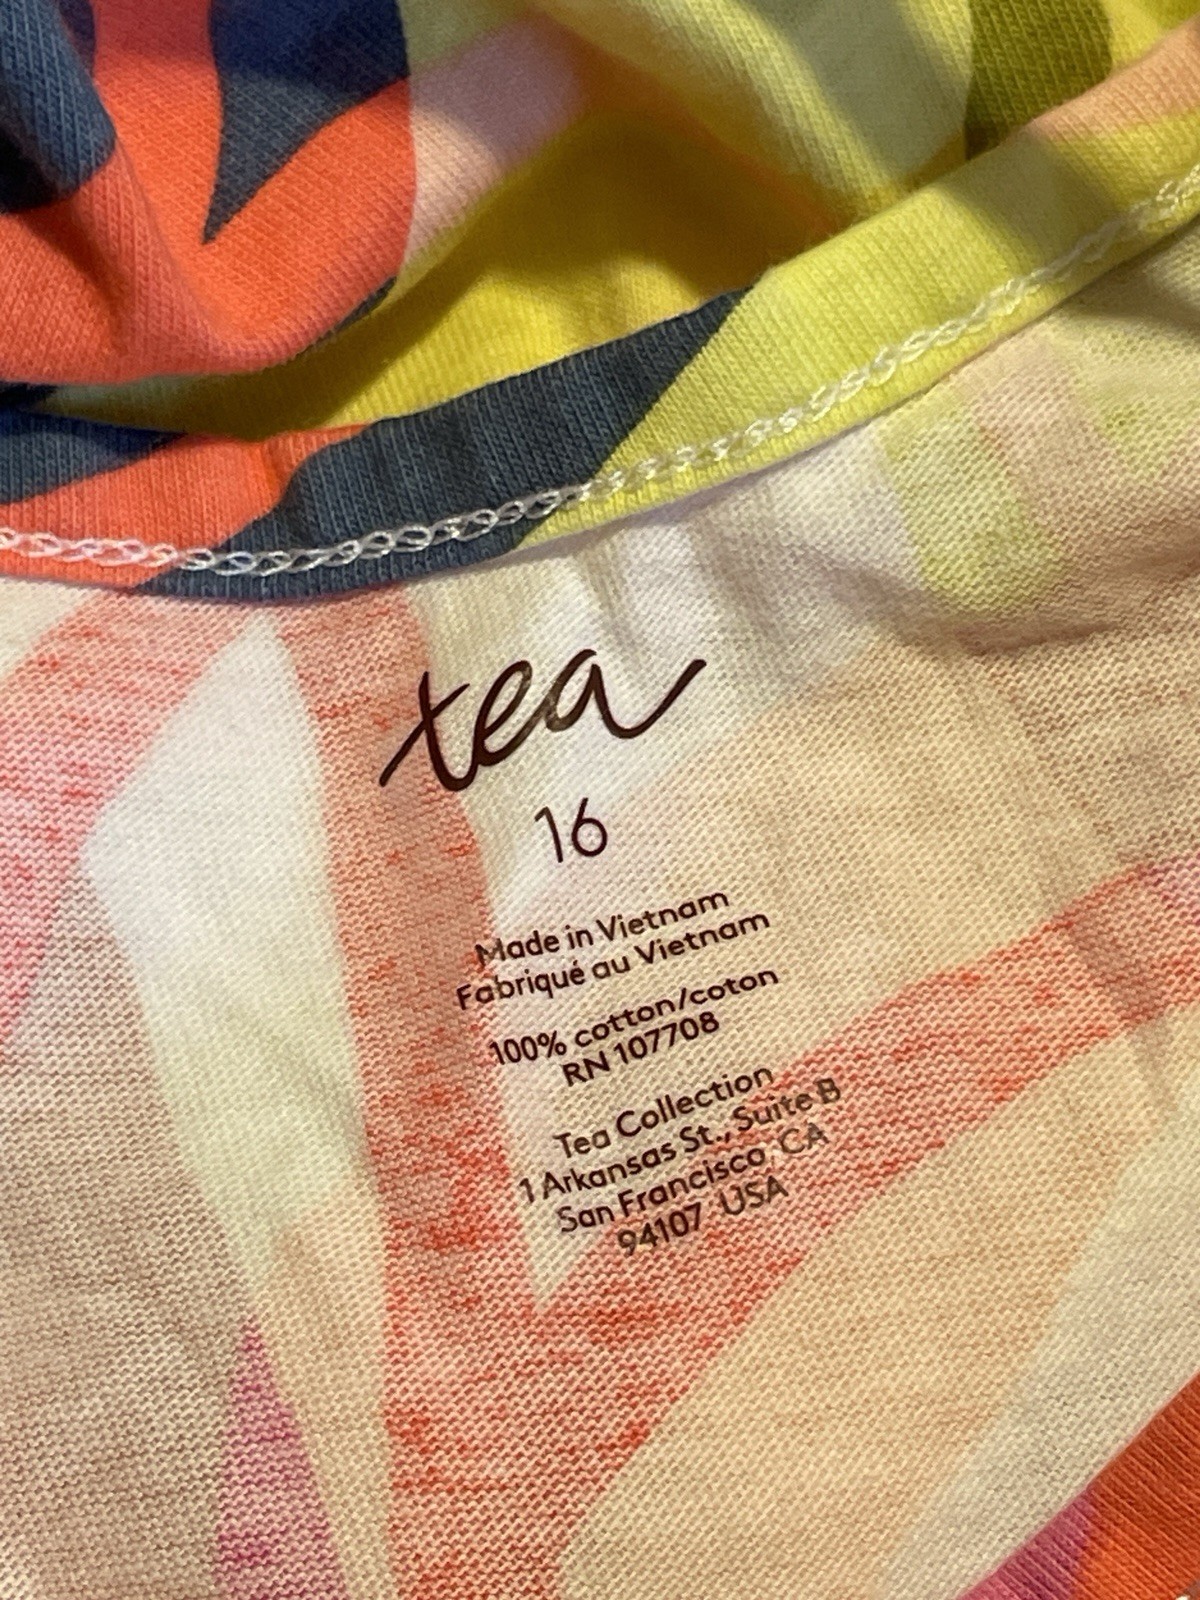 tea
16
Made in Vietnam
Fabriqué au Vietnam
100% cotton/coton
RN 107708
Tea Collection
1 Arkansas St., Suite B
San Francisco CA
94107 USA